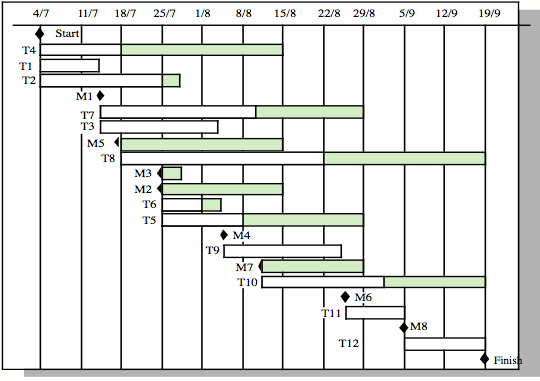 4/7 11/7 18/7 25/7 1/8 8/8 15/8 22/8 29/8 5/9 12/9 19/9
Start
T4
T1
T2
M1
T7
T3
M5
T8
M3
M2
T6
T5
M4
T9
M7
T10
M6
T11
M8
T12
Finish